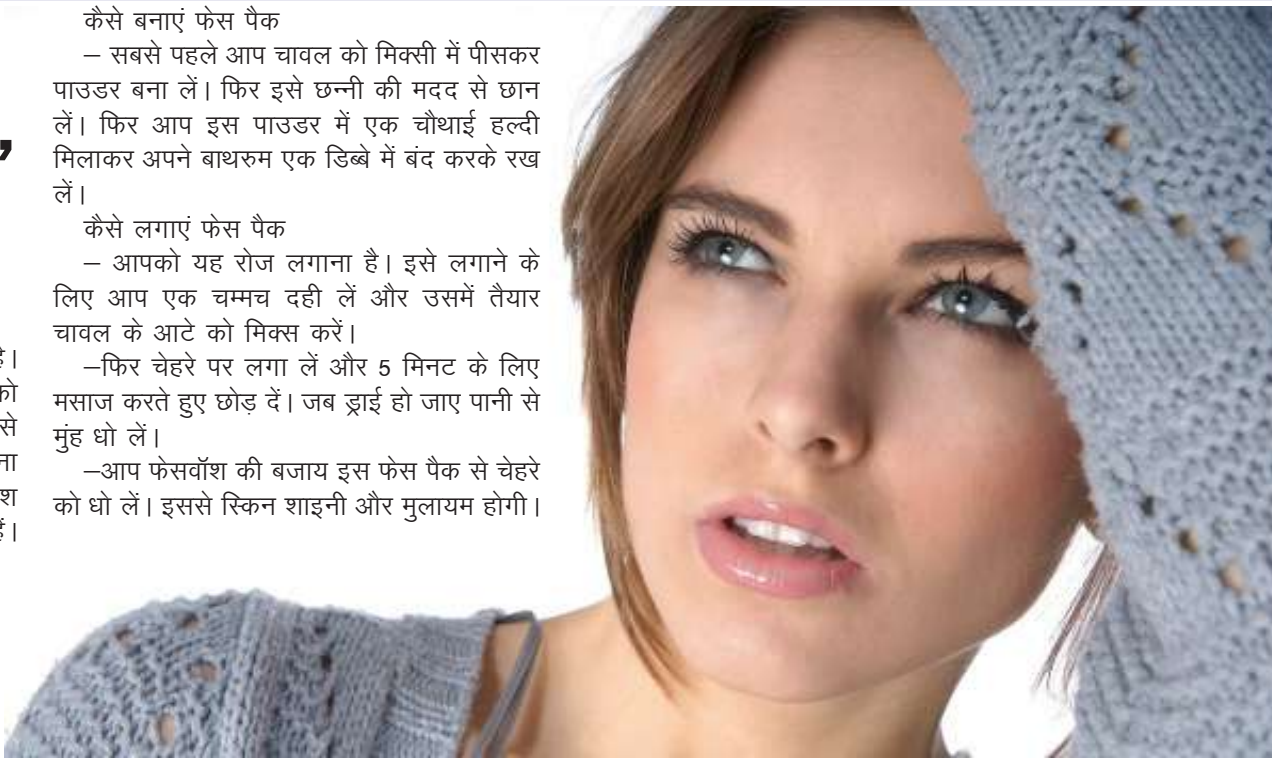 कैसे बनाएं फेस पैक
– सबसे पहले आप चावल को मिक्सी में पीसकर
पाउडर बना लें। फिर इसे छन्नी की मदद से छान
लें। फिर आप इस पाउडर में एक चौथाई हल्दी
मिलाकर अपने बाथरुम एक डिब्बे में बंद करके रख
लें।
कैसे लगाएं फेस पैक
– आपको यह रोज लगाना है। इसे लगाने के
लिए आप एक चम्मच दही लें और उसमें तैयार
चावल के आटे को मिक्स करें।
–फिर चेहरे पर लगा लें और 5 मिनट के लिए
मसाज करते हुए छोड़ दें। जब ड्राई हो जाए पानी से
मुंह धो लें।
–आप फेसवॉश की बजाय इस फेस पैक से चेहरे
को धो लें। इससे स्किन शाइनी और मुलायम होगी।